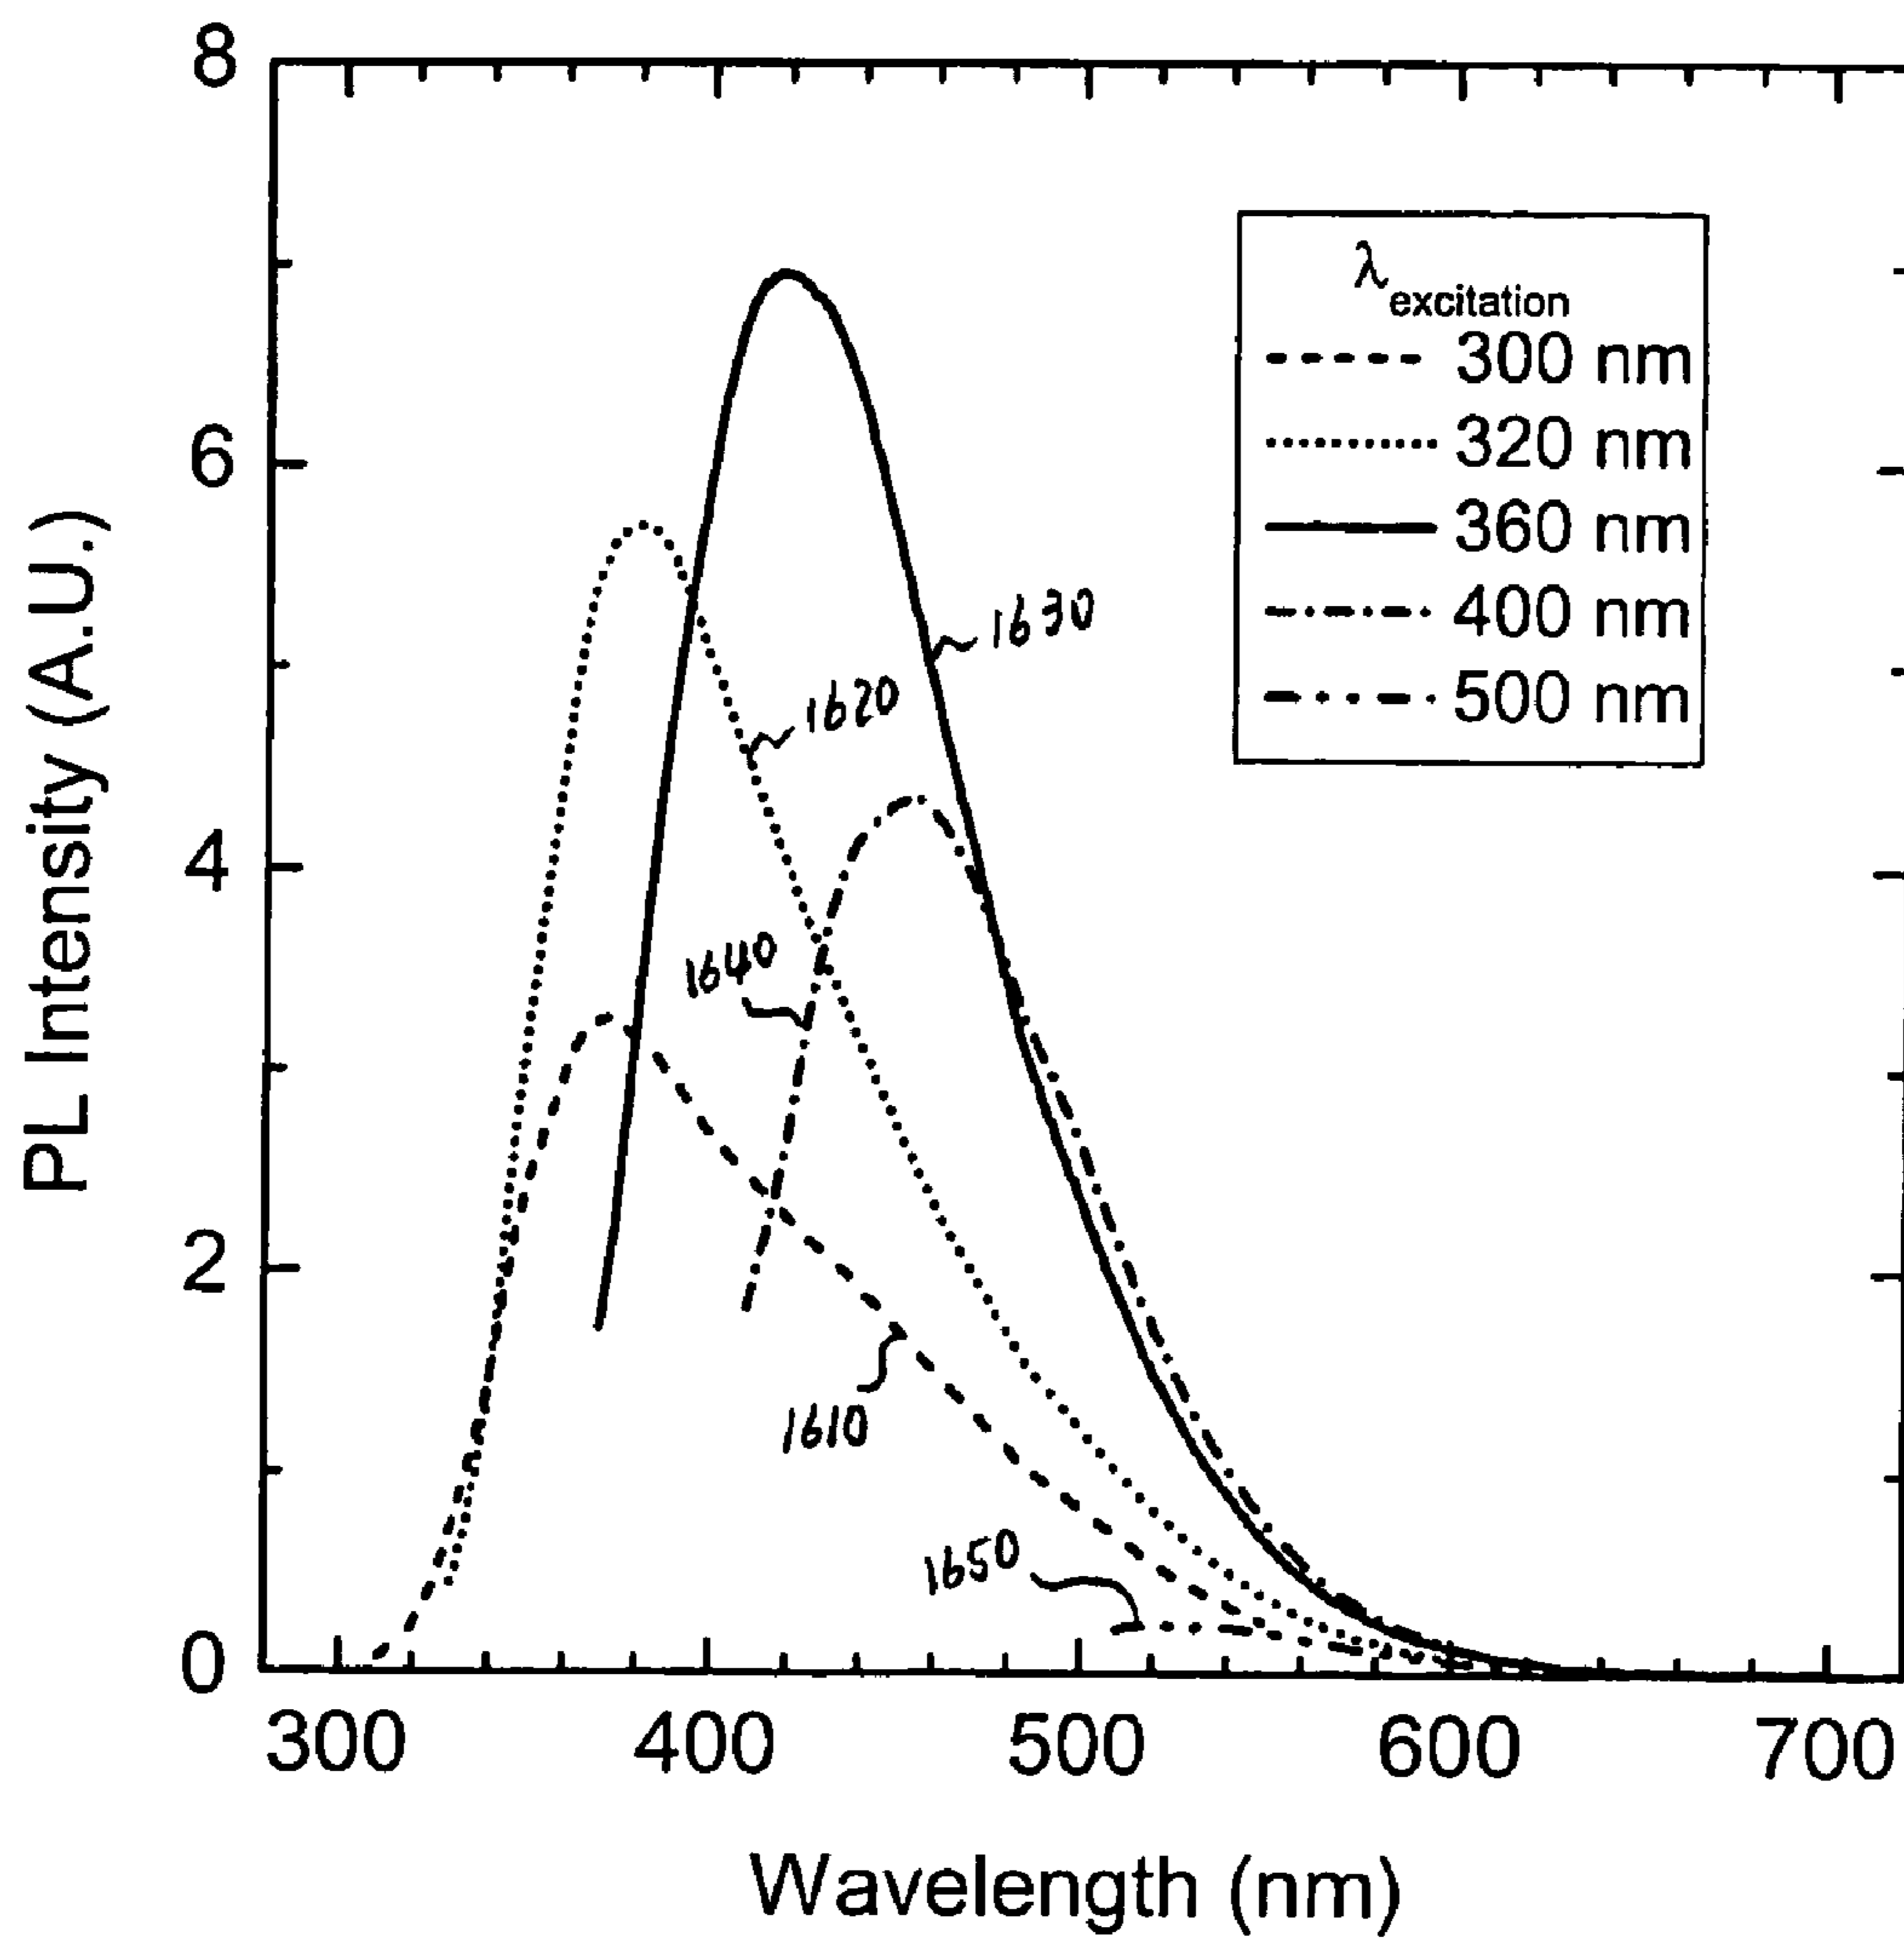 8
6
4
2
0
PL Intensity (A.U.)
λexcitation
300 nm
320 nm
360 nm
400 nm
500 nm
1630
1620
1640
1610
1650
300 400 500 600 700
Wavelength (nm)